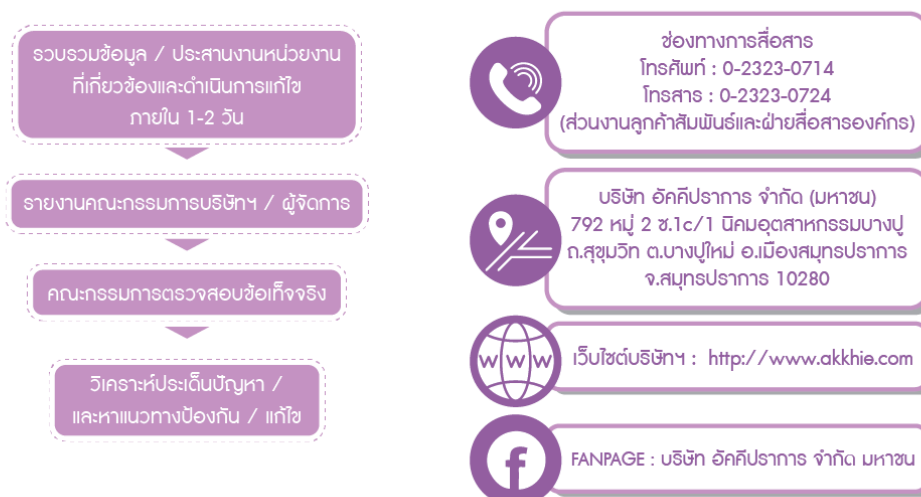 รวบรวมข้อมูล / ประสานงานหน่วยงาน
ที่เกี่ยวข้องและดำเนินการแก้ไข
ภายใน 1-2 วัน
รายงานคณะกรรมการบริษัทฯ / ผู้จัดการ
คณะกรรมการตรวจสอบข้อเท็จจริง
วิเคราะห์ประเด็นปัญหา /
และหาแนวทางป้องกัน / แก้ไข
ช่องทางการสื่อสาร
โทรศัพท์ : 0-2323-0714
โทรสาร : 0-2323-0724
(ส่วนงานลูกค้าสัมพันธ์และฝ่ายสื่อสารองค์กร)
บริษัท อัคคีปราการ จำกัด (มหาชน)
792 หมู่ 2 ซ.1c/1 นิคมอุตสาหกรรมบางปู
ถ.สุขุมวิท ต.บางปูใหม่ อ.เมืองสมุทรปราการ
จ.สมุทรปราการ 10280
WWW
เว็บไซต์บริษัทฯ : http://www.akkhie.com
f
FANPAGE : บริษัท อัคคีปราการ จำกัด มหาชน